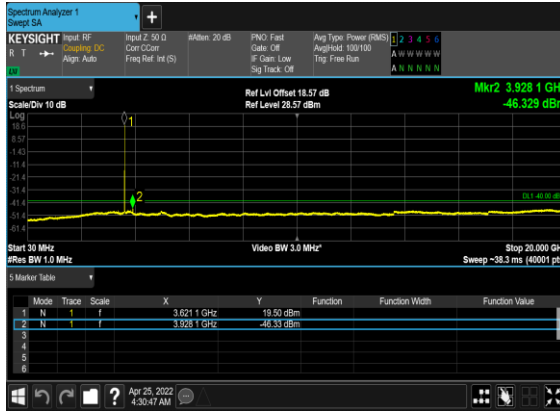 Spectrum Analyzer 1
Swept SA
+
KEYSIGHT Input: RF Input Z: 50 Ω #Atten: 20 dB PNO: Fast Avg Type: Power (RMS) 1 2 3 4 5 6
R T Coupling: DC Corr CCorr Gate: Off Avg|Hold: 100/100 A W W W W W
Align: Auto Freq Ref: Int (S) IF Gain: Low Trig: Free Run A N N N N N
LU Sig Track: Off
1 Spectrum Ref Lvl Offset 18.57 dB Mkr2 3.928 1 GH
Scale/Div 10 dB Ref Level 28.57 dBm -46.329 dBr
Log
18.6
8.57
-1.43
-11.4
-21.4
-31.4
-41.4
-51.4
-61.4
1
2
DL1 -40.00 dB
Start 30 MHz Video BW 3.0 MHz* Stop 20.000 GH
#Res BW 1.0 MHz Sweep ~38.3 ms (40001 pt
5 Marker Table
Mode Trace Scale X Y Function Function Width Function Value
1 N 1 f 3.621 1 GHz 19.50 dBm
2 N 1 f 3.928 1 GHz -46.33 dBm
3
4
5
6
? Apr 25, 2022
4:30:47 AM